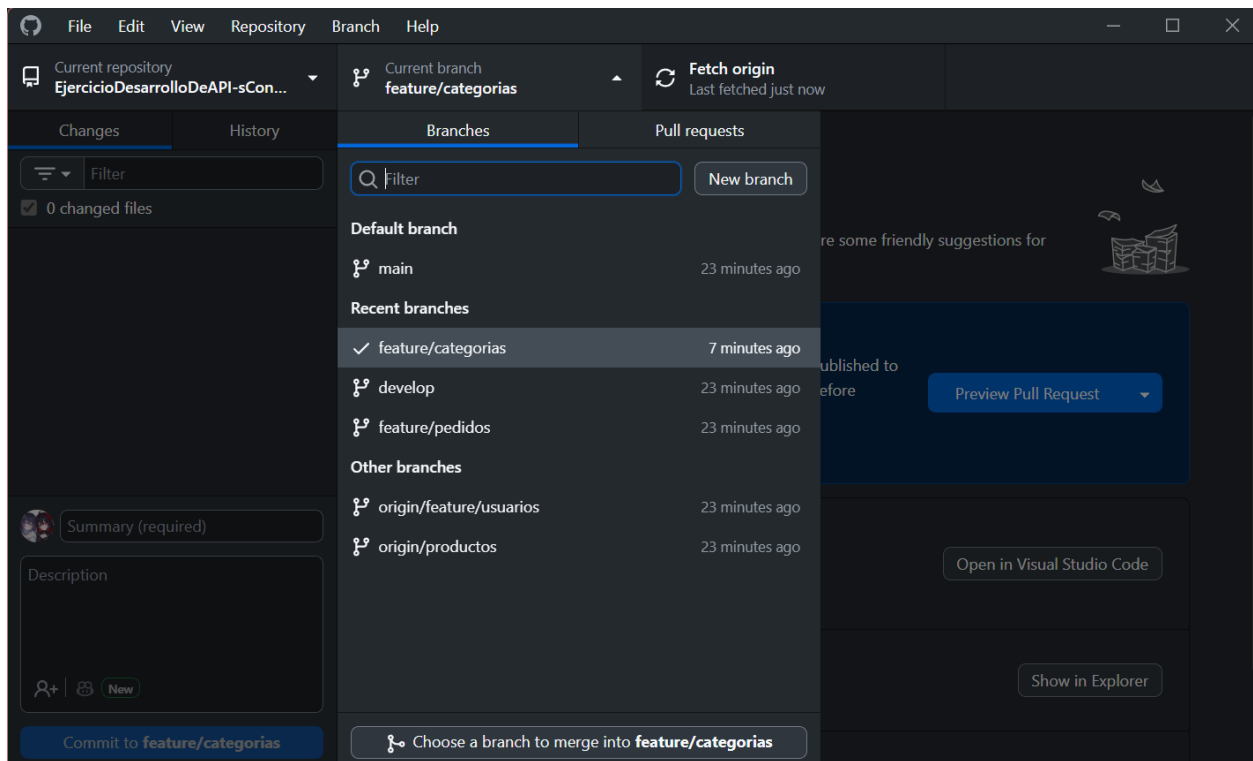 File Edit View Repository Branch Help
Current repository
EjercicioDesarrolloDeAPI-sCon...
Current branch
feature/categorias
Fetch origin
Last fetched just now
Changes History
Filter
0 changed files
Branches Pull requests
Filter
New branch
Default branch
main 23 minutes ago
Recent branches
feature/categorias 7 minutes ago
develop 23 minutes ago
feature/pedidos 23 minutes ago
Other branches
origin/feature/usuarios 23 minutes ago
origin/productos 23 minutes ago
Choose a branch to merge into feature/categorias
re some friendly suggestions for
ublished to
efore
Preview Pull Request
Open in Visual Studio Code
Show in Explorer
Summary (required)
Description
New
Commit to feature/categorias